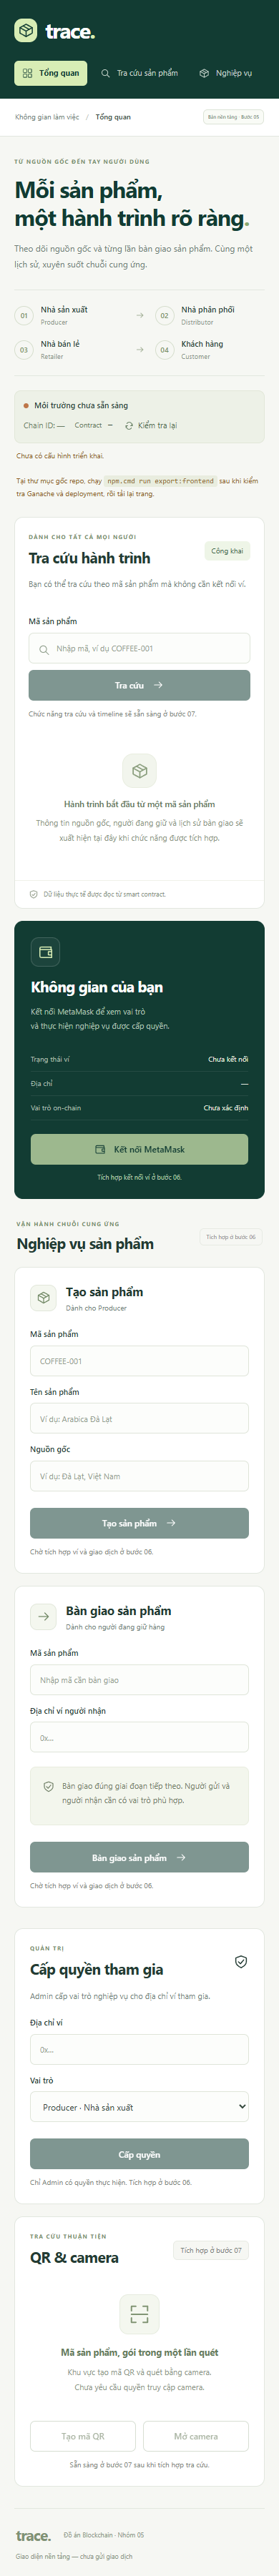 trace.
Tổng quan
Tra cứu sản phẩm
Nghiệp vụ
Không gian làm việc / Tổng quan
Bản nền tảng · Bước 05
TỪ NGUỒN GỐC ĐẾN TAY NGƯỜI DÙNG
Mỗi sản phẩm,
một hành trình rõ ràng.
Theo dõi nguồn gốc và từng lần bàn giao sản phẩm. Cùng một
lịch sử, xuyên suốt chuỗi cung ứng.
01 Nhà sản xuất → 02 Nhà phân phối
Producer Distributor
03 Nhà bán lẻ → 04 Khách hàng
Retailer Customer
Môi trường chưa sẵn sàng
Chain ID: — Contract — Kiểm tra lại
Chưa có cấu hình triển khai.
Tại thư mục gốc repo, chạy npm.cmd run export:frontend sau khi kiểm
tra Ganache và deployment, rồi tải lại trang.
DÀNH CHO TẤT CẢ MỌI NGƯỜI
Tra cứu hành trình
Công khai
Bạn có thể tra cứu theo mã sản phẩm mà không cần kết nối ví.
Mã sản phẩm
Nhập mã, ví dụ COFFEE-001
Tra cứu →
Chức năng tra cứu và timeline sẽ sẵn sàng ở bước 07.
Hành trình bắt đầu từ một mã sản phẩm
Thông tin nguồn gốc, người đang giữ và lịch sử bàn giao sẽ
xuất hiện tại đây khi chức năng được tích hợp.
Dữ liệu thực tế được đọc từ smart contract.
Không gian của bạn
Kết nối MetaMask để xem vai trò
và thực hiện nghiệp vụ được cấp quyền.
Trạng thái ví Chưa kết nối
Địa chỉ —
Vai trò on-chain Chưa xác định
Kết nối MetaMask
Tích hợp kết nối ví ở bước 06.
VẬN HÀNH CHUỖI CUNG ỨNG
Nghiệp vụ sản phẩm
Tích hợp ở bước 06
Tạo sản phẩm
Dành cho Producer
Mã sản phẩm
COFFEE-001
Tên sản phẩm
Ví dụ: Arabica Đà Lạt
Nguồn gốc
Ví dụ: Đà Lạt, Việt Nam
Tạo sản phẩm →
Chờ tích hợp ví và giao dịch ở bước 06.
Bàn giao sản phẩm
Dành cho người đang giữ hàng
Mã sản phẩm
Nhập mã cần bàn giao
Địa chỉ ví người nhận
0x...
Bàn giao đúng giai đoạn tiếp theo. Người gửi và
người nhận cần có vai trò phù hợp.
Bàn giao sản phẩm →
Chờ tích hợp ví và giao dịch ở bước 06.
QUẢN TRỊ
Cấp quyền tham gia
Admin cấp vai trò nghiệp vụ cho địa chỉ ví tham gia.
Địa chỉ ví
0x...
Vai trò
Producer · Nhà sản xuất
Cấp quyền
Chỉ Admin có quyền thực hiện. Tích hợp ở bước 06.
TRA CỨU THUẬN TIỆN
QR & camera
Tích hợp ở bước 07
Mã sản phẩm, gói trong một lần quét
Khu vực tạo mã QR và quét bằng camera.
Chưa yêu cầu quyền truy cập camera.
Tạo mã QR
Mở camera
Sẵn sàng ở bước 07 sau khi tích hợp tra cứu.
trace. Đồ án Blockchain · Nhóm 05
Giao diện nền tảng — chưa gửi giao dịch